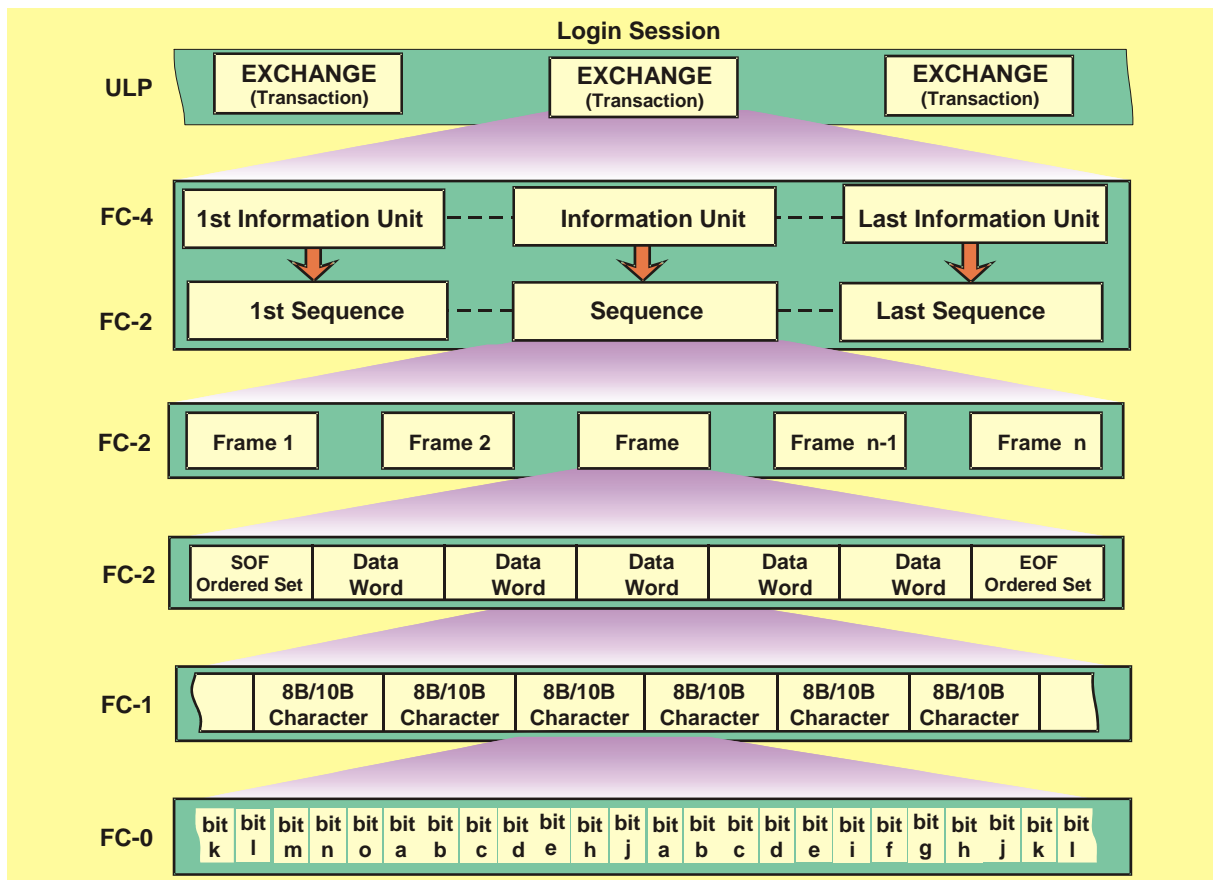 Login Session
ULP
EXCHANGE
(Transaction)
EXCHANGE
(Transaction)
EXCHANGE
(Transaction)
FC-4
1st Information Unit
Information Unit
Last Information Unit
FC-2
1st Sequence
Sequence
Last Sequence
FC-2
Frame 1
Frame 2
Frame
Frame n-1
Frame n
FC-2
SOF
Ordered Set
Data
Word
Data
Word
Data
Word
Data
Word
Data
Word
EOF
Ordered Set
FC-1
8B/10B
Character
8B/10B
Character
8B/10B
Character
8B/10B
Character
8B/10B
Character
8B/10B
Character
FC-0
bit bit bit bit bit bit bit bit bit bit bit bit bit bit bit bit bit bit bit bit bit bit bit bit
k l m n o a b c d e h j a b c d e i f g h j k l